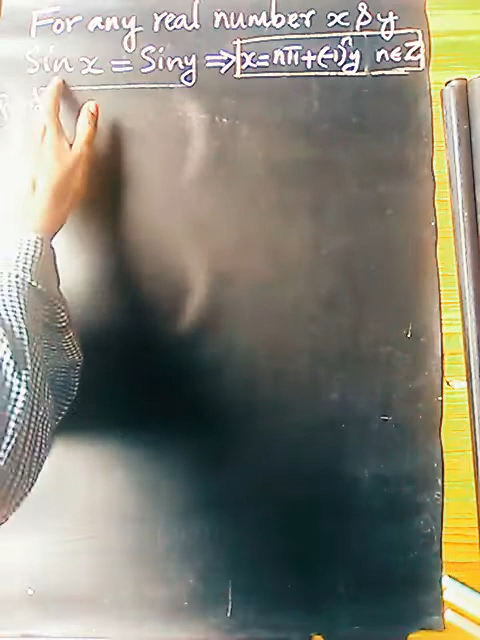 For any real number x & y
Sin x = Sin y ⇒ x = nπ + (-1)ⁿy n∈Z